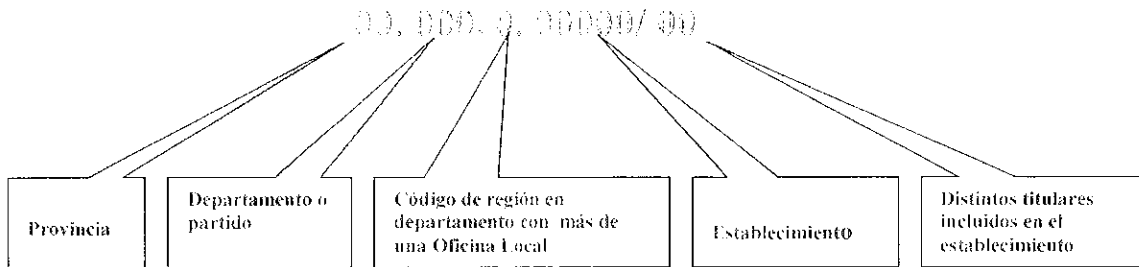 00. 000. 0. 00000/ 00
Provincia
Departamento o
partido
Código de región en
departamento con más de
una Oficina Local
Establecimiento
Distintos titulares
incluidos en el
establecimiento